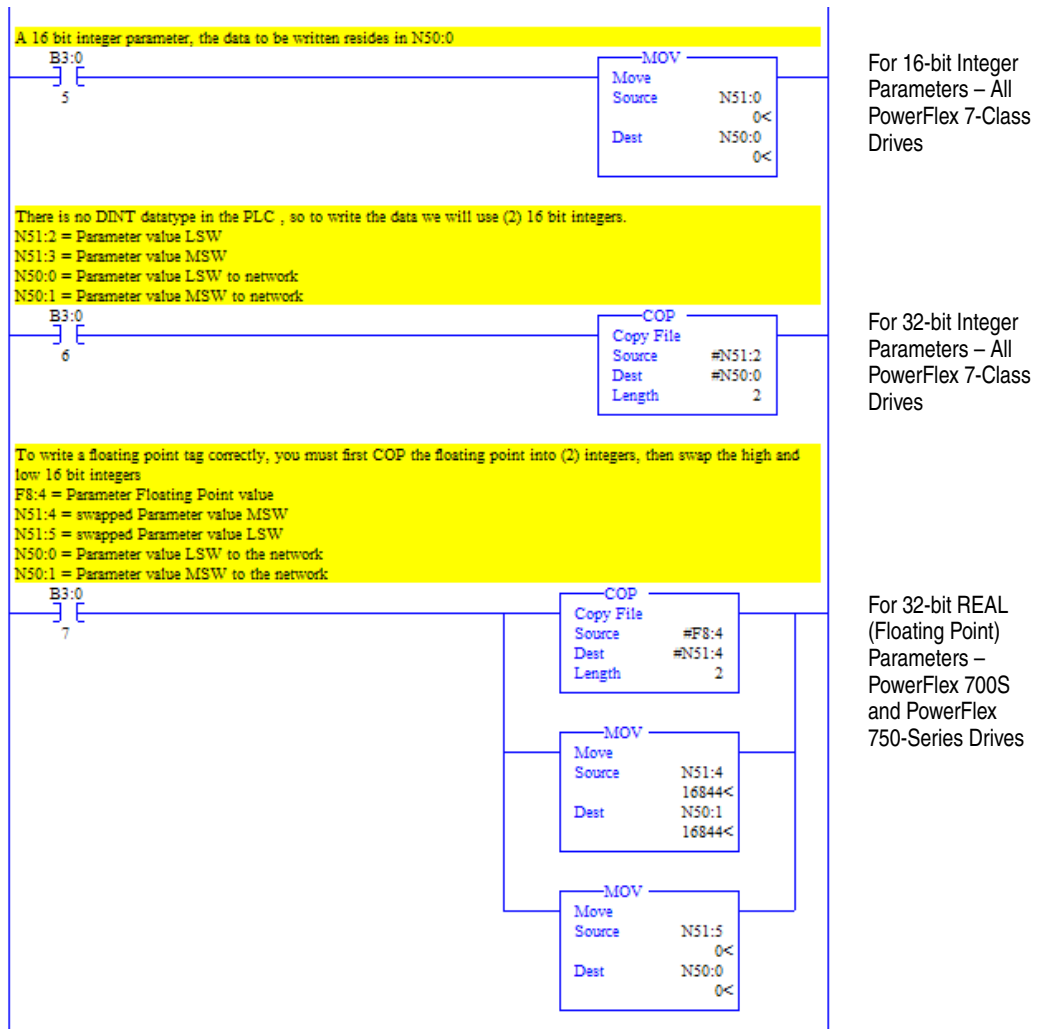 A 16 bit integer parameter, the data to be written resides in N50:0
B3:0
5
MOV
Move
Source N51:0
0<
Dest N50:0
0<
For 16-bit Integer
Parameters – All
PowerFlex 7-Class
Drives
There is no DINT datatype in the PLC , so to write the data we will use (2) 16 bit integers.
N51:2 = Parameter value LSW
N51:3 = Parameter value MSW
N50:0 = Parameter value LSW to network
N50:1 = Parameter value MSW to network
B3:0
6
COP
Copy File
Source #N51:2
Dest #N50:0
Length 2
For 32-bit Integer
Parameters – All
PowerFlex 7-Class
Drives
To write a floating point tag correctly, you must first COP the floating point into (2) integers, then swap the high and
low 16 bit integers
F8:4 = Parameter Floating Point value
N51:4 = swapped Parameter value MSW
N51:5 = swapped Parameter value LSW
N50:0 = Parameter value LSW to the network
N50:1 = Parameter value MSW to the network
B3:0
7
COP
Copy File
Source #F8:4
Dest #N51:4
Length 2
MOV
Move
Source N51:4
16844<
Dest N50:1
16844<
MOV
Move
Source N51:5
0<
Dest N50:0
0<
For 32-bit REAL
(Floating Point)
Parameters –
PowerFlex 700S
and PowerFlex
750-Series Drives